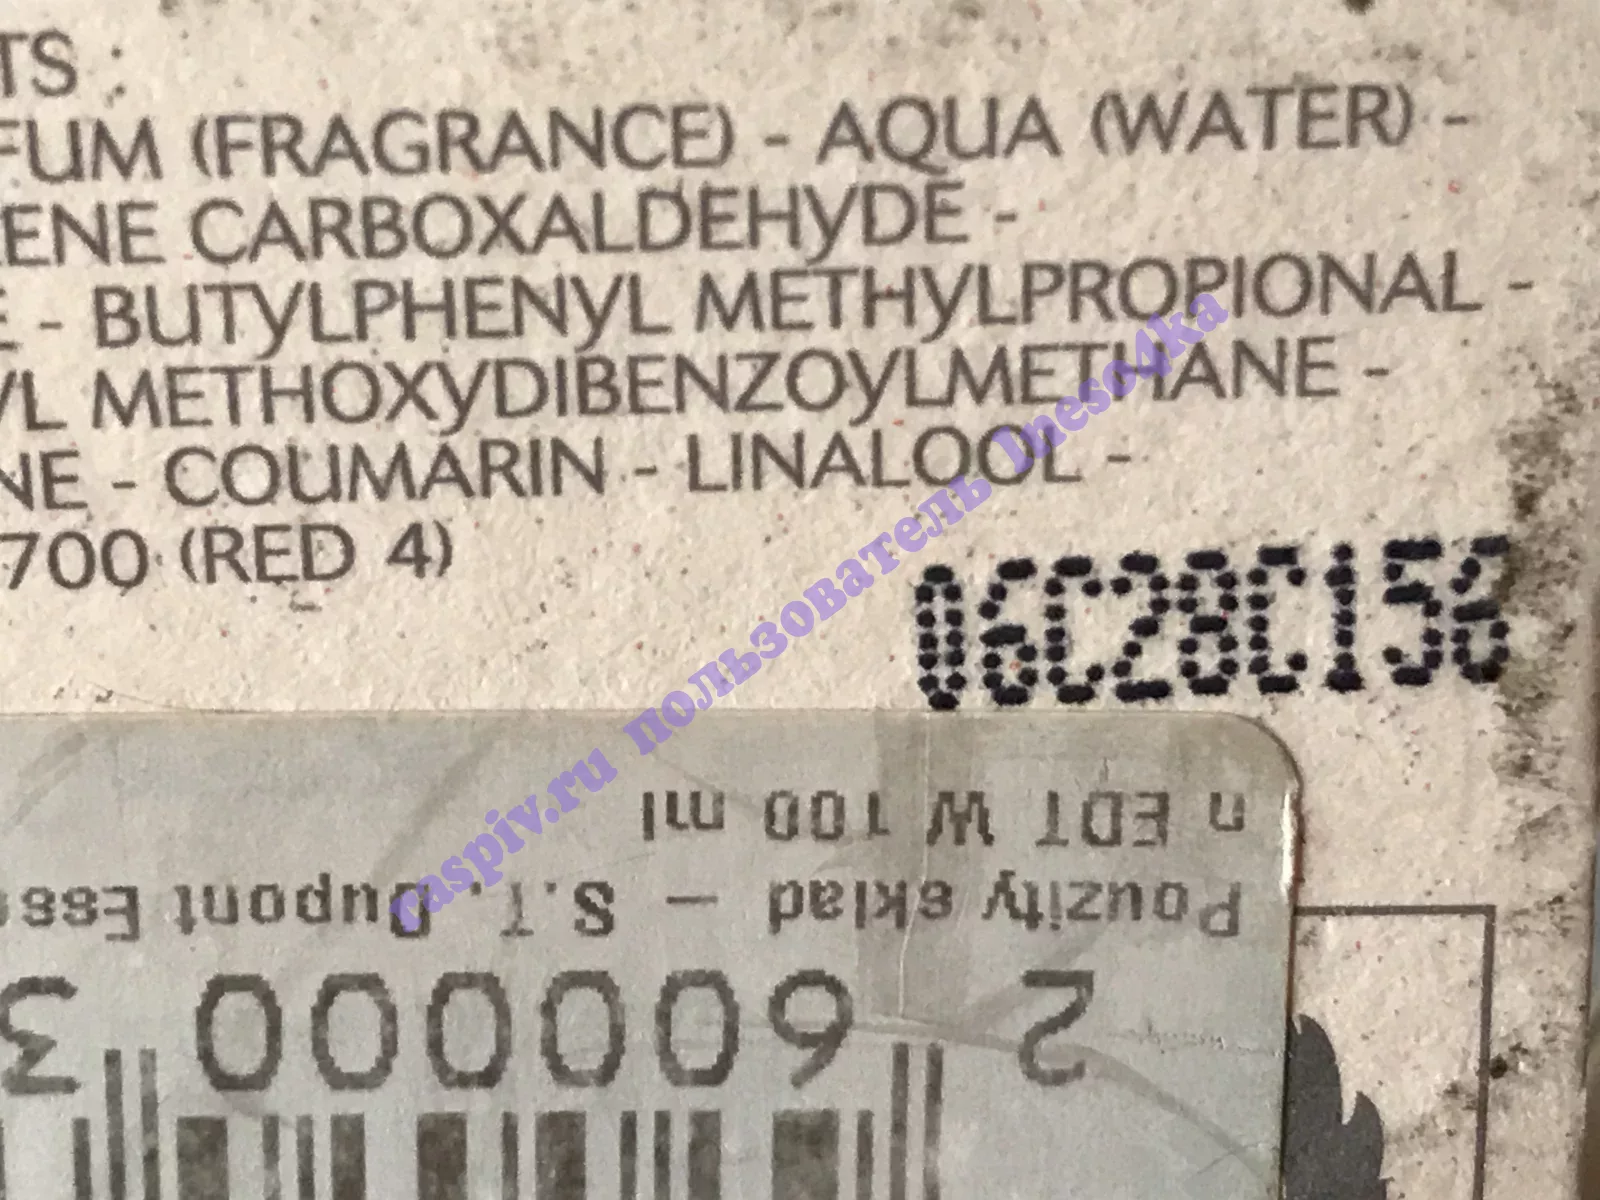 TS :
FUM (FRAGRANCE) - AQUA (WATER) -
ENE CARBOXALDEHYDE -
E - BUTYLPHENYL METHYLPROPIONAL -
YL METHOXYDIBENZOYLMETHANE -
NE - COUMARIN - LINALOOL -
700 (RED 4)
06C28C156
raspiv.ru пользователь Ineso4ka
n EDT W 100 ml
Pouzity sklad - S.T. Dupont Ess
2 600000 3